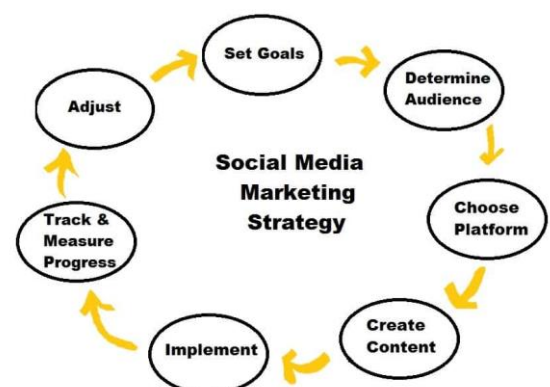 Set Goals
Determine
Audience
Choose
Platform
Create
Content
Implement
Track &
Measure
Progress
Adjust
Social Media
Marketing
Strategy